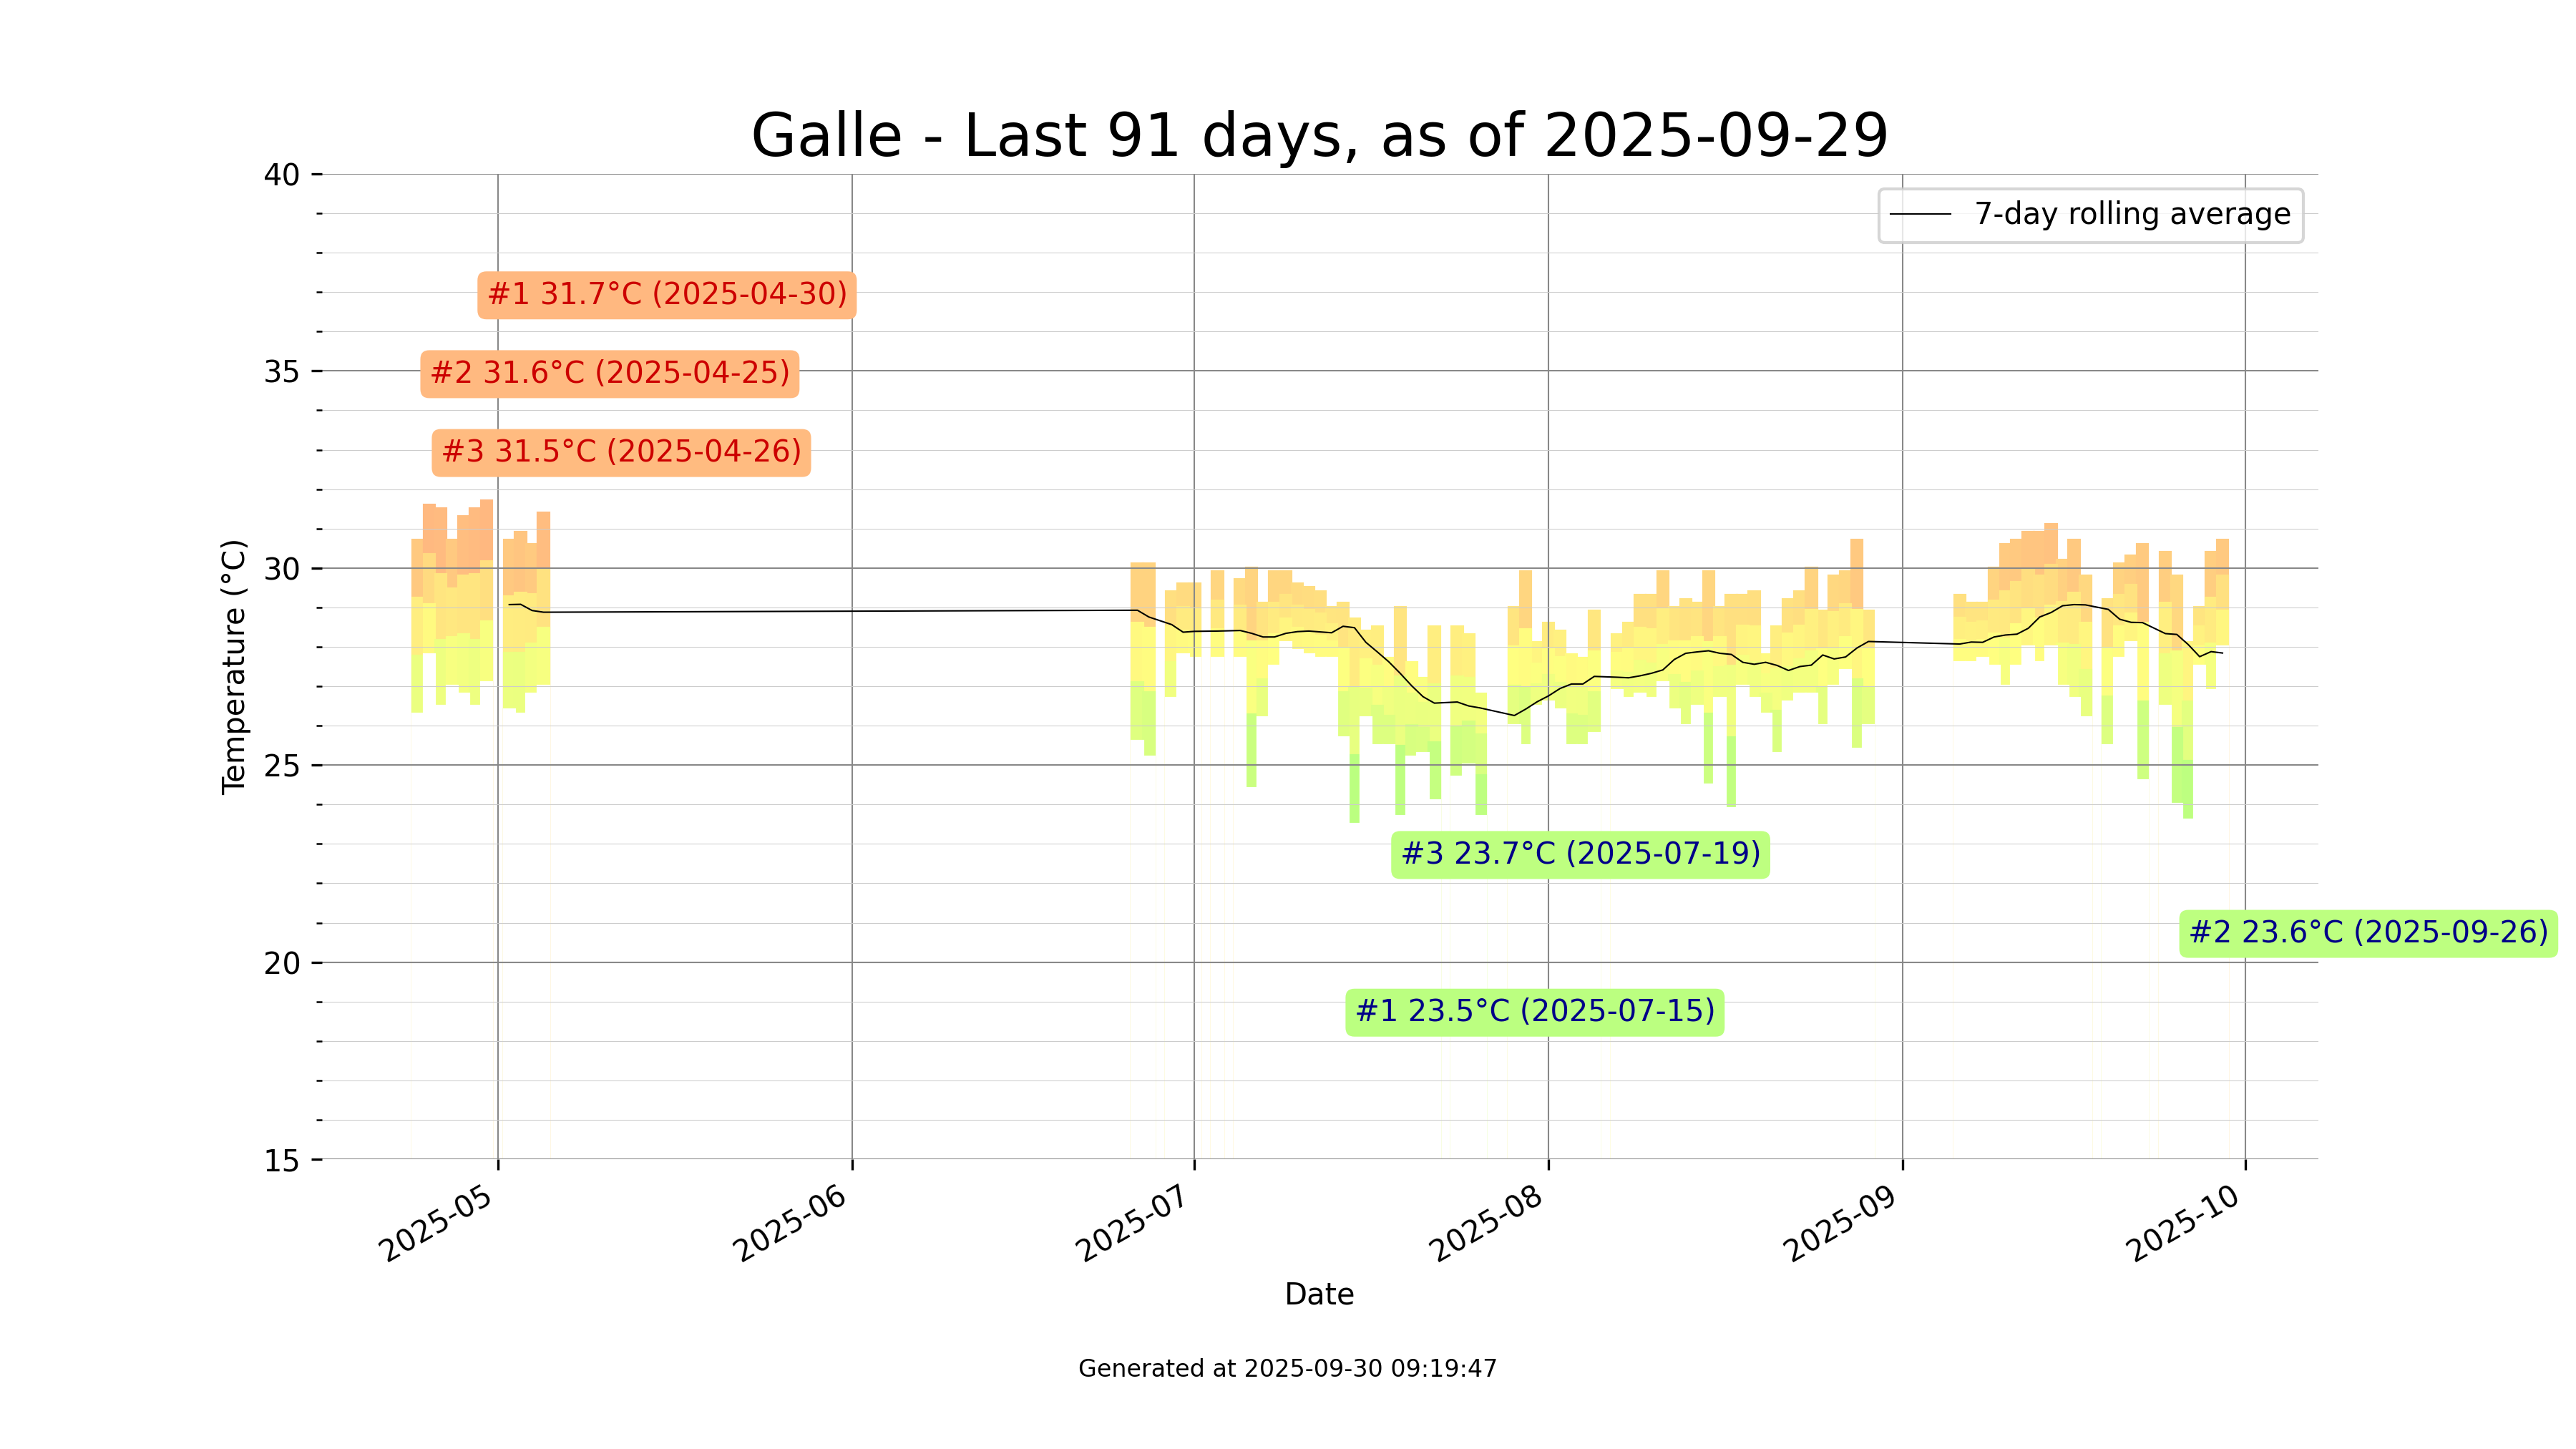 Galle - Last 91 days, as of 2025-09-29
7-day rolling average
40
35
30
25
20
15
Temperature (°C)
#1 31.7°C (2025-04-30)
#2 31.6°C (2025-04-25)
#3 31.5°C (2025-04-26)
#3 23.7°C (2025-07-19)
#2 23.6°C (2025-09-26)
#1 23.5°C (2025-07-15)
2025-05
2025-06
2025-07
2025-08
2025-09
2025-10
Date
Generated at 2025-09-30 09:19:47